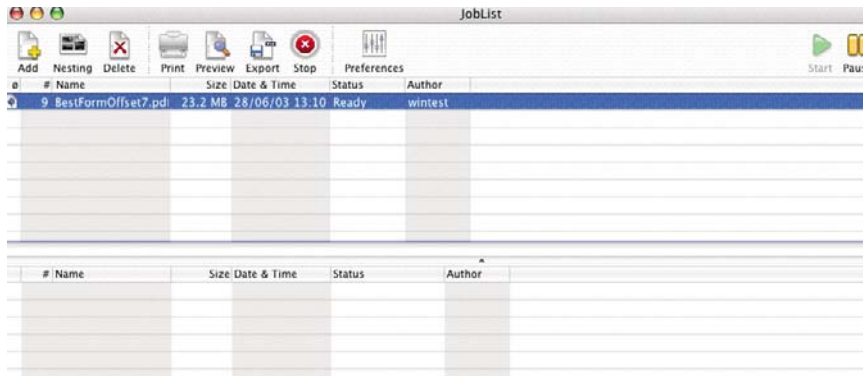 JobList
Add Nesting Delete Print Preview Export Stop Preferences Start Paus
ø # Name Size Date & Time Status Author
9 BestFormOffset7.pdf 23.2 MB 28/06/03 13:10 Ready wintest
# Name Size Date & Time Status Author